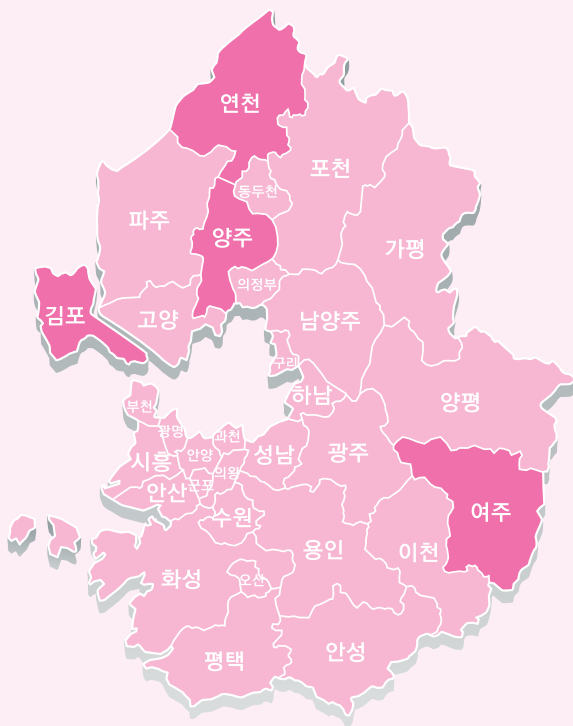 연천
포천
동두천
파주
양주
가평
의정부
김포
고양
남양주
구리
하남
양평
부천
광명
과천
시흥
안양
성남
광주
의왕
안산
군포
수원
여주
용인
이천
화성
오산
평택
안성